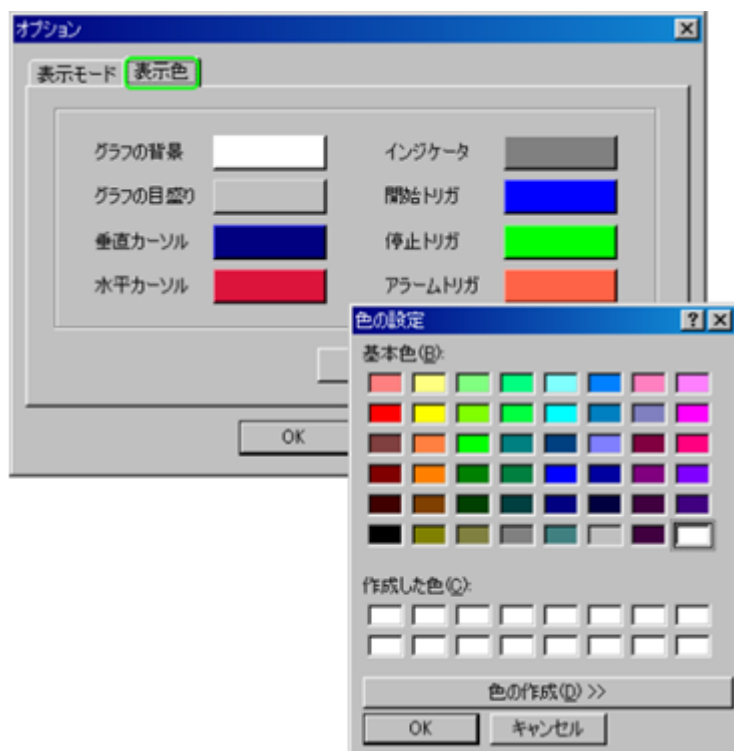 オプション
表示モード 表示色
グラフの背景 インジケータ
グラフの目盛り 開始トリガ
垂直カーソル 停止トリガ
水平カーソル アラームトリガ
OK
色の設定
基本色(B):
作成した色(C):
色の作成(D) >>
OK キャンセル